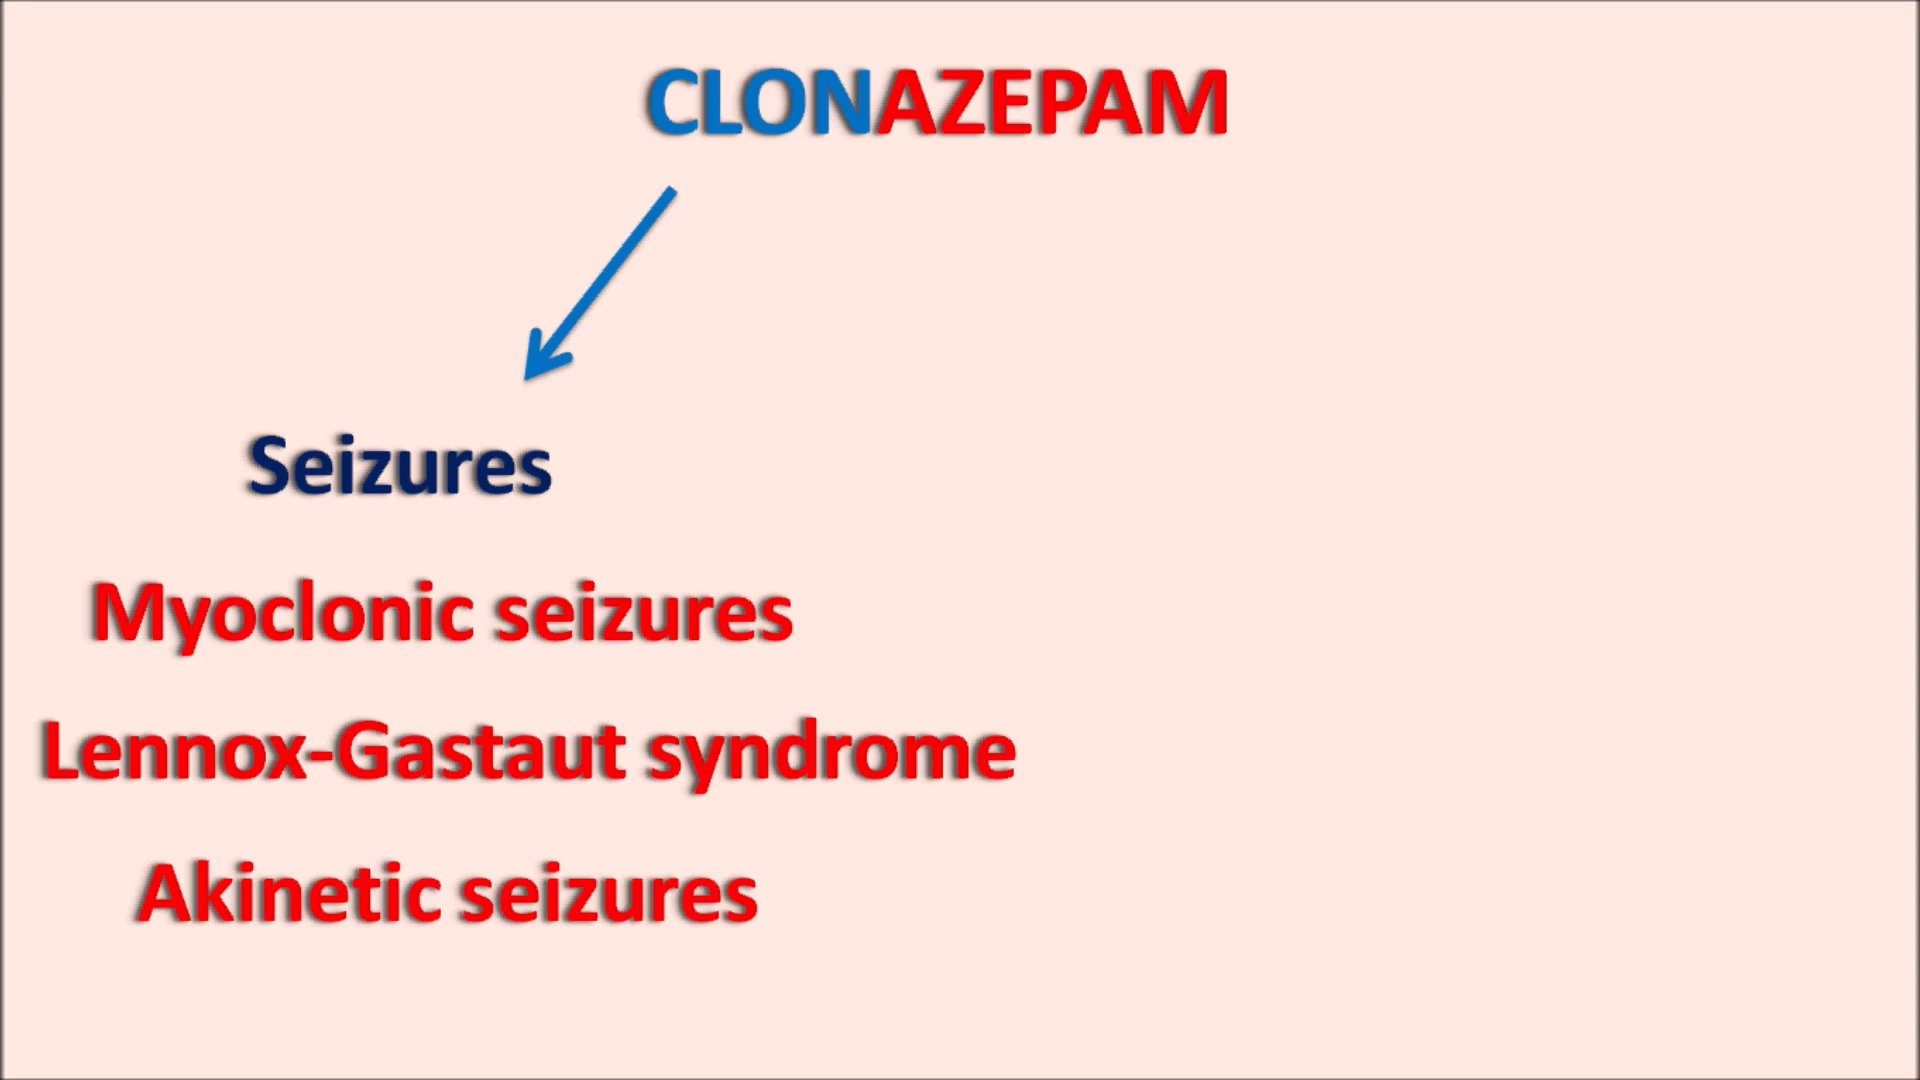 CLONAZEPAM
Seizures
Myoclonic seizures
Lennox-Gastaut syndrome
Akinetic seizures